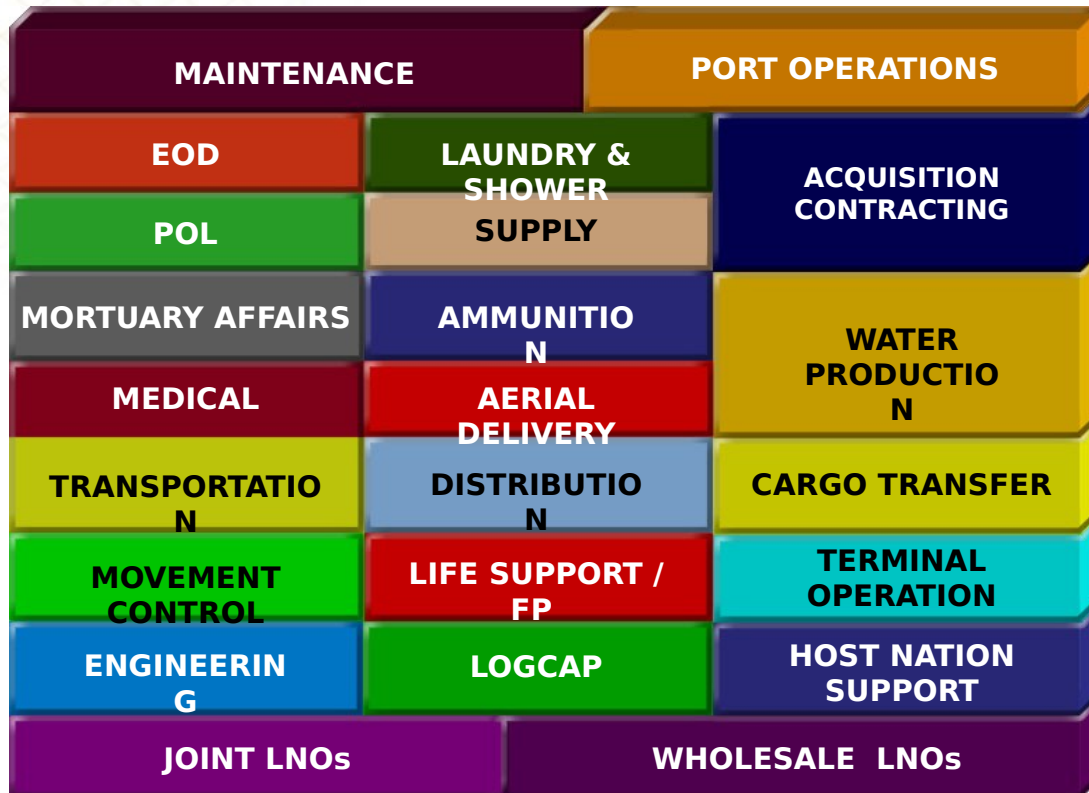 MAINTENANCE
PORT OPERATIONS
EOD
LAUNDRY &
SHOWER
ACQUISITION
CONTRACTING
POL
SUPPLY
MORTUARY AFFAIRS
AMMUNITIO
N
WATER
PRODUCTIO
N
MEDICAL
AERIAL
DELIVERY
TRANSPORTATIO
N
DISTRIBUTIO
N
CARGO TRANSFER
MOVEMENT
CONTROL
LIFE SUPPORT /
FP
TERMINAL
OPERATION
ENGINEERIN
G
LOGCAP
HOST NATION
SUPPORT
JOINT LNOs
WHOLESALE  LNOs